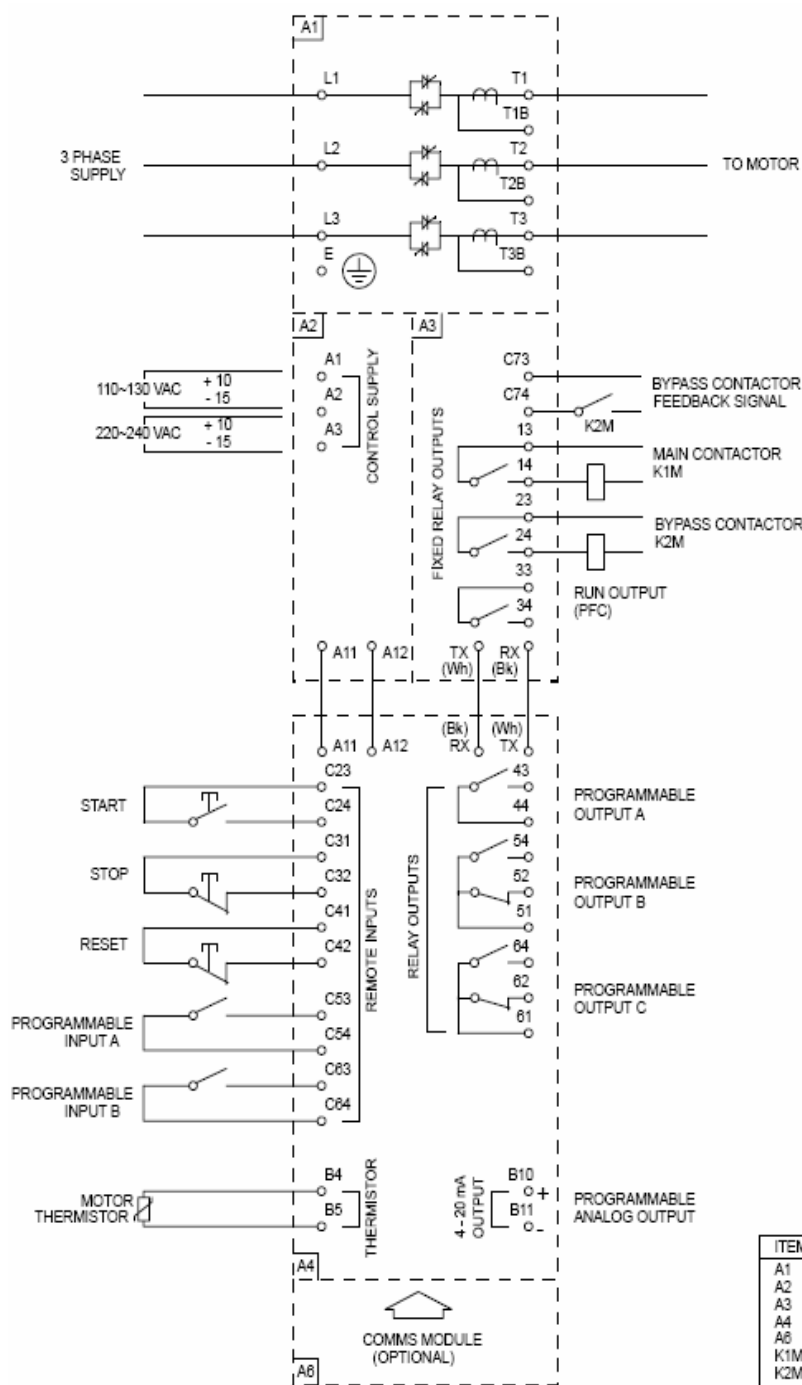 A1
L1
T1
T1B
3 PHASE
SUPPLY
L2
T2
TO MOTOR
T2B
L3
T3
E
T3B
A2
A3
A1
C73
110~130 VAC
+ 10
- 15
A2
C74
BYPASS CONTACTOR
FEEDBACK SIGNAL
K2M
220~240 VAC
+ 10
- 15
A3
CONTROL SUPPLY
13
14
MAIN CONTACTOR
K1M
FIXED RELAY OUTPUTS
23
24
BYPASS CONTACTOR
K2M
33
34
RUN OUTPUT
(PFC)
A11
A12
TX
(Wh)
RX
(Bk)
A11
A12
(Bk)
RX
(Wh)
TX
START
C23
C24
43
44
PROGRAMMABLE
OUTPUT A
STOP
C31
C32
54
52
51
PROGRAMMABLE
OUTPUT B
RESET
C41
C42
REMOTE INPUTS
RELAY OUTPUTS
64
62
61
PROGRAMMABLE
OUTPUT C
PROGRAMMABLE
INPUT A
C53
C54
PROGRAMMABLE
INPUT B
C63
C64
MOTOR
THERMISTOR
B4
B5
THERMISTOR
4 - 20 mA
OUTPUT
B10
+
B11
-
PROGRAMMABLE
ANALOG OUTPUT
A4
COMMS MODULE
(OPTIONAL)
A6
ITEM
A1
A2
A3
A4
A6
K1M
K2M